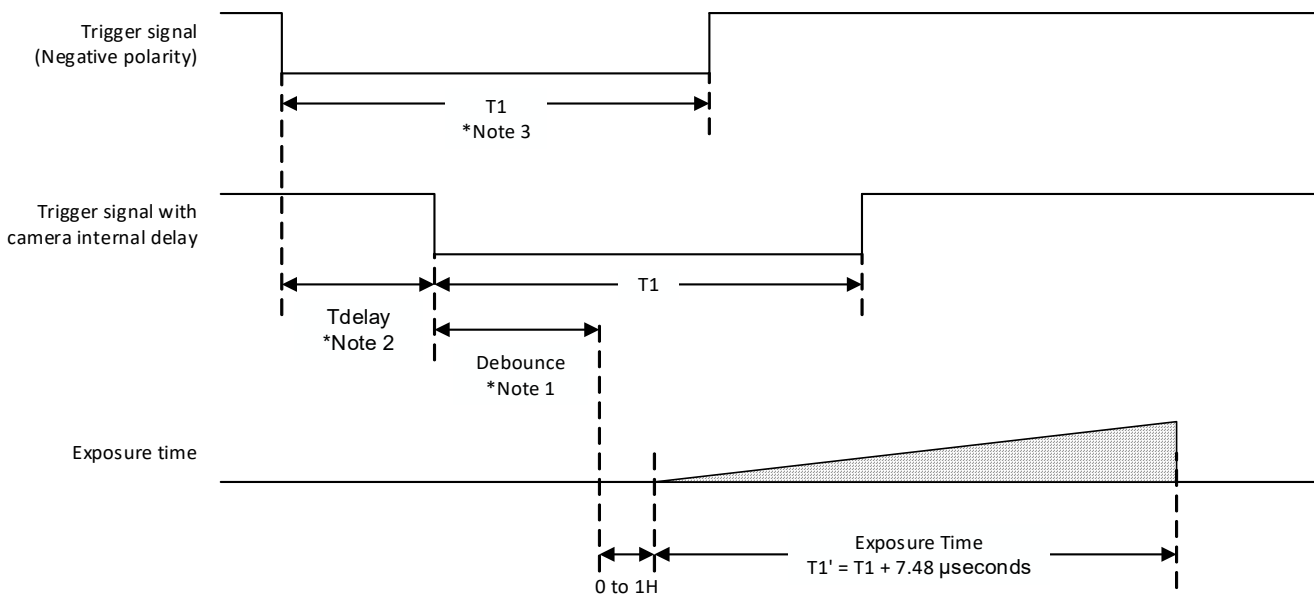 Trigger signal
(Negative polarity)
T1
*Note 3
Trigger signal with
camera internal delay
T1
Tdelay
*Note 2
Debounce
*Note 1
Exposure time
Exposure Time
T1' = T1 + 7.48 µseconds
0 to 1H